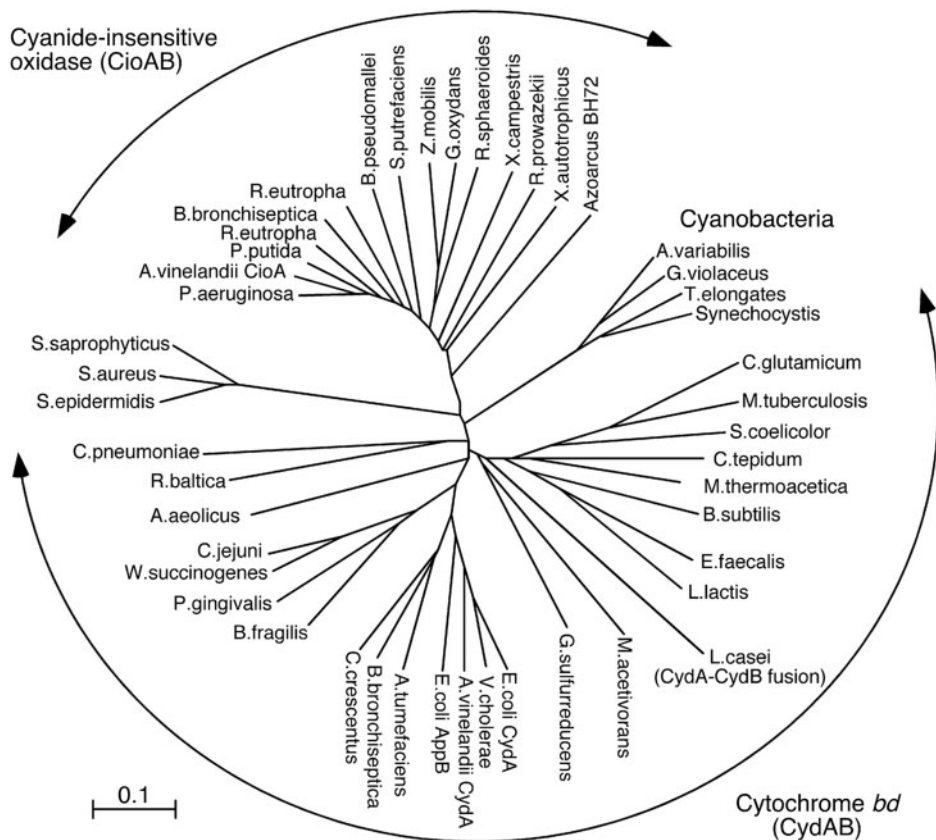 Cyanide-insensitive
oxidase (CioAB)
B.pseudomallei
S.putrefaciens
Z.mobilis
G.oxydans
R.sphaeroides
X.campestris
R.prowazekii
X.autotrophicus
Azoarcus BH72
R.eutropha
B.bronchiseptica
R.eutropha
P.putida
A.vinelandii CioA
P.aeruginosa
Cyanobacteria
A.variabilis
G.violaceus
T.elongates
Synechocystis
S.saprophyticus
S.aureus
S.epidermidis
C.glutamicum
M.tuberculosis
S.coelicolor
C.tepidum
M.thermoacetica
B.subtilis
E.faecalis
L.lactis
L.casei
(CydA-CydB fusion)
C.pneumoniae
R.baltica
A.aeolicus
C.jejuni
W.succinogenes
P.gingivalis
B.fragilis
C.crescentus
B.bronchiseptica
A.tumefaciens
E.coli AppB
A.vinelandii CydA
V.cholerae
E.coli CydA
G.sulfurreducens
M.acetivorans
0.1
Cytochrome bd
(CydAB)